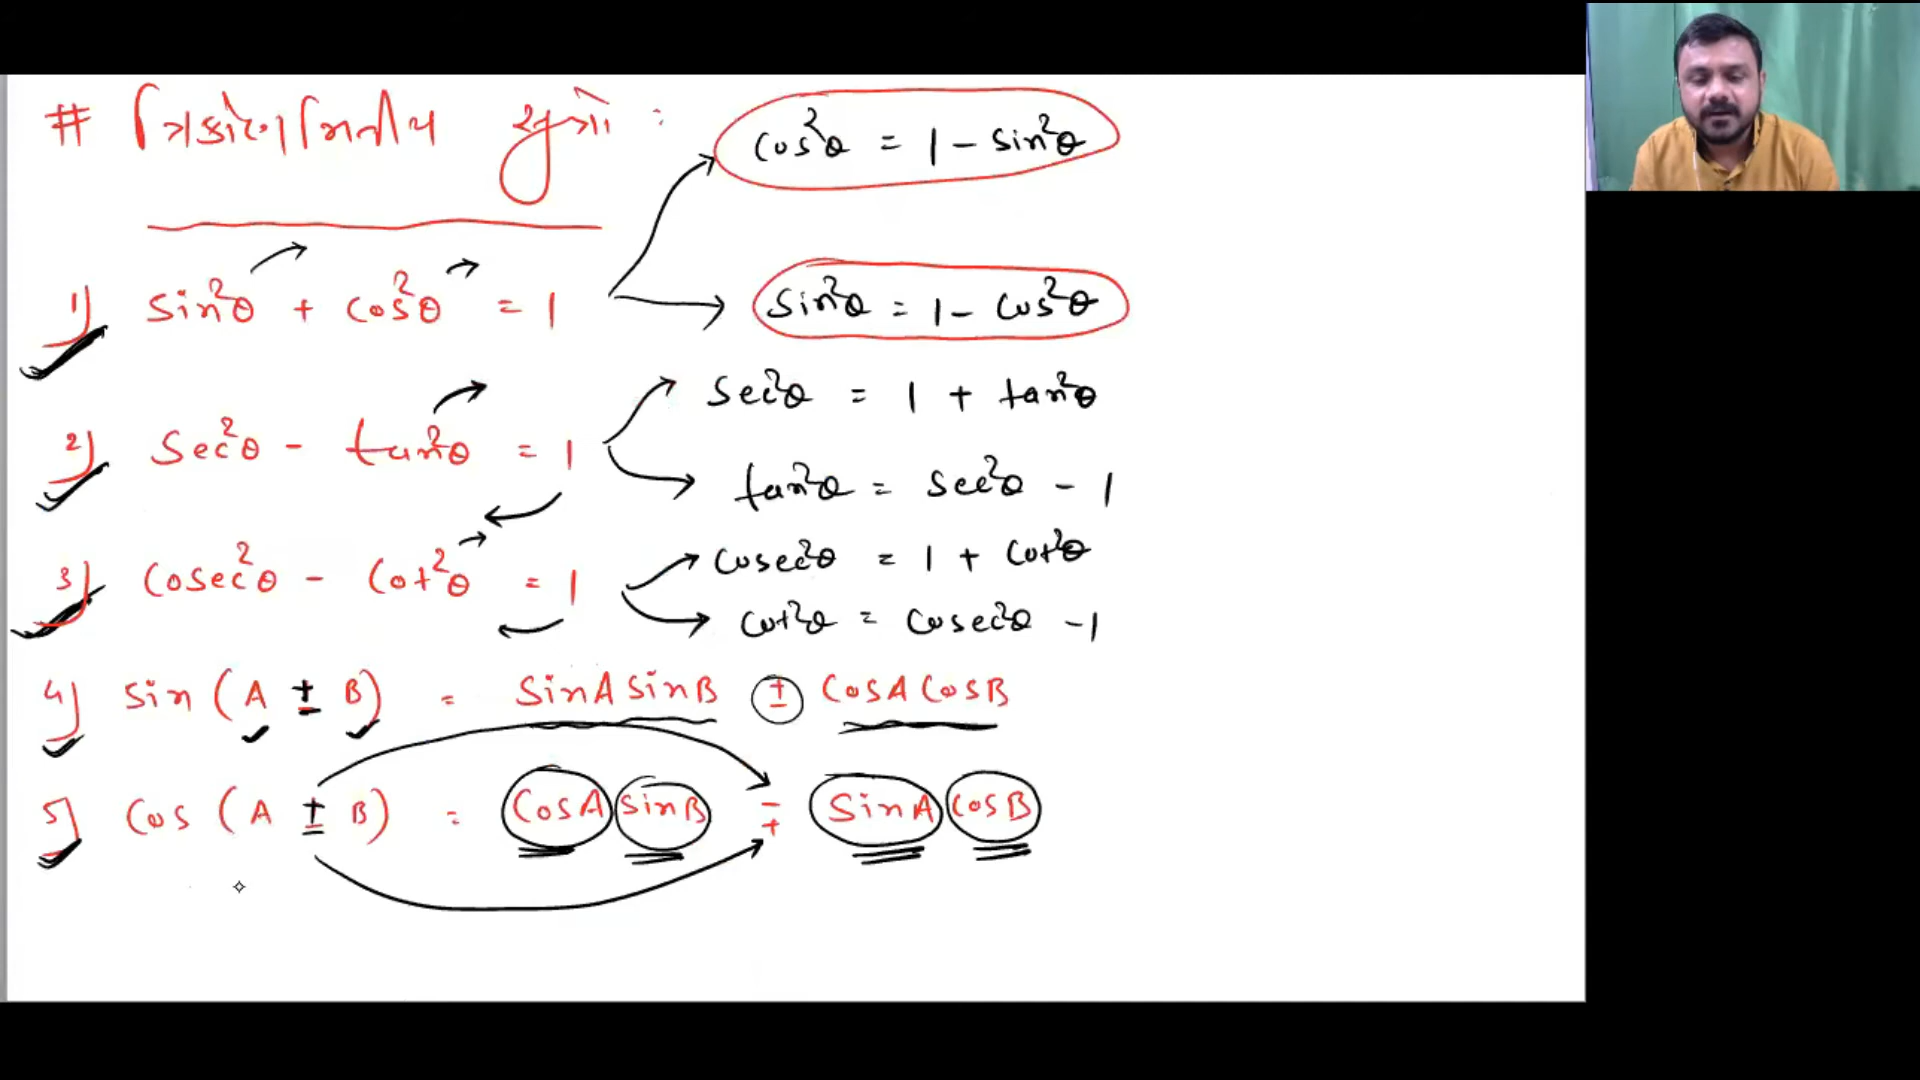 # ત્રિકોણમિતીય સૂત્રો :
cos²θ = 1 - sin²θ
1) sin²θ + cos²θ = 1
sin²θ = 1 - cos²θ
sec²θ = 1 + tan²θ
2) sec²θ - tan²θ = 1
tan²θ = sec²θ - 1
cosec²θ = 1 + cot²θ
3) cosec²θ - cot²θ = 1
cot²θ = cosec²θ - 1
4) sin (A ± B) = sinA sinB ± cosA cosB
5) cos (A ± B) = cosA sinB ∓ sinA cosB